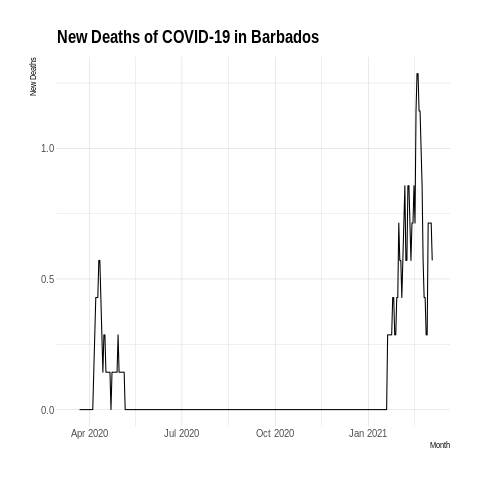 New Deaths of COVID-19 in Barbados
New Deaths
1.0
0.5
0.0
Apr 2020 Jul 2020 Oct 2020 Jan 2021
Month